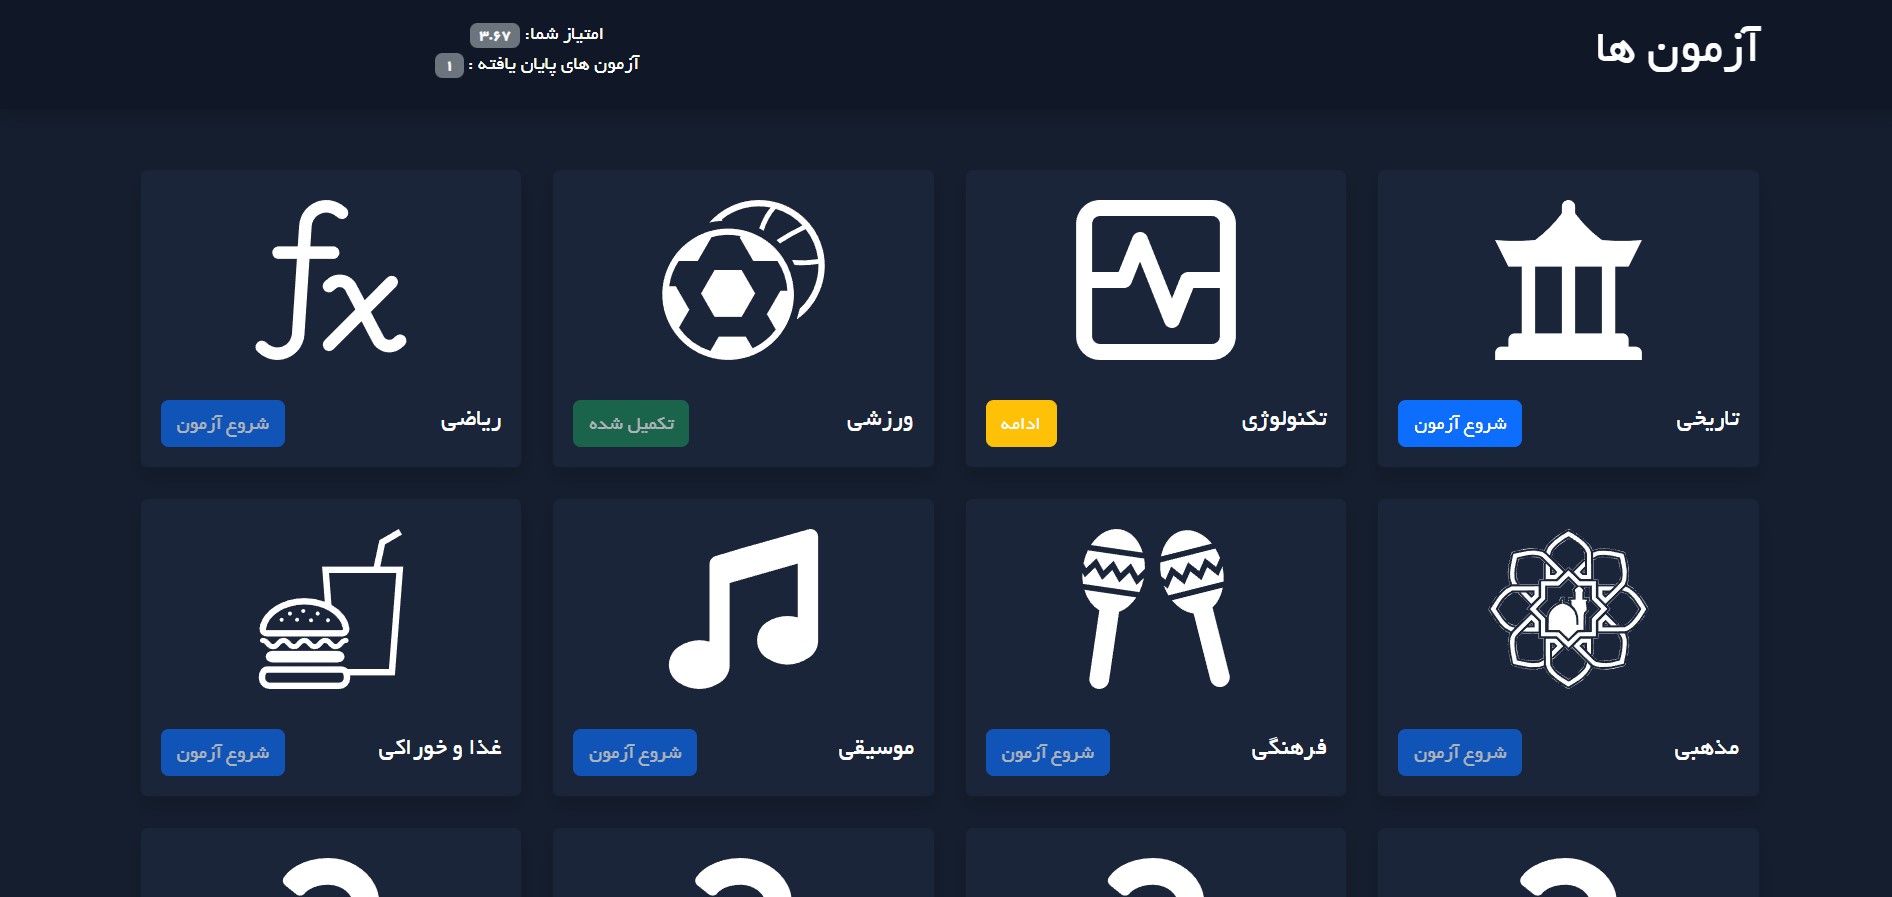 آزمون ها
امتیاز شما: ۳.۶۷
آزمون های پایان یافته : ۱
تاریخی
شروع آزمون
تکنولوژی
ادامه
ورزشی
تکمیل شده
fx
ریاضی
شروع آزمون
مذهبی
شروع آزمون
فرهنگی
شروع آزمون
موسیقی
شروع آزمون
غذا و خوراکی
شروع آزمون